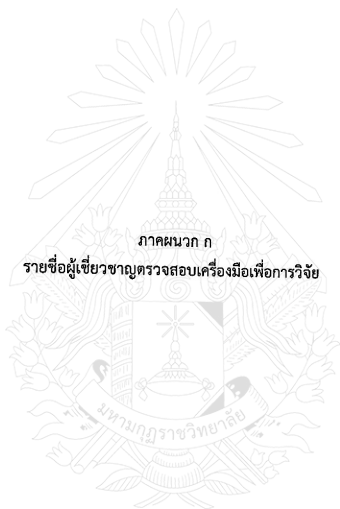 ภาคผนวก ก
รายชื่อผู้เชี่ยวชาญตรวจสอบเครื่องมือเพื่อการวิจัย
มหามกุฏราชวิทยาลัย